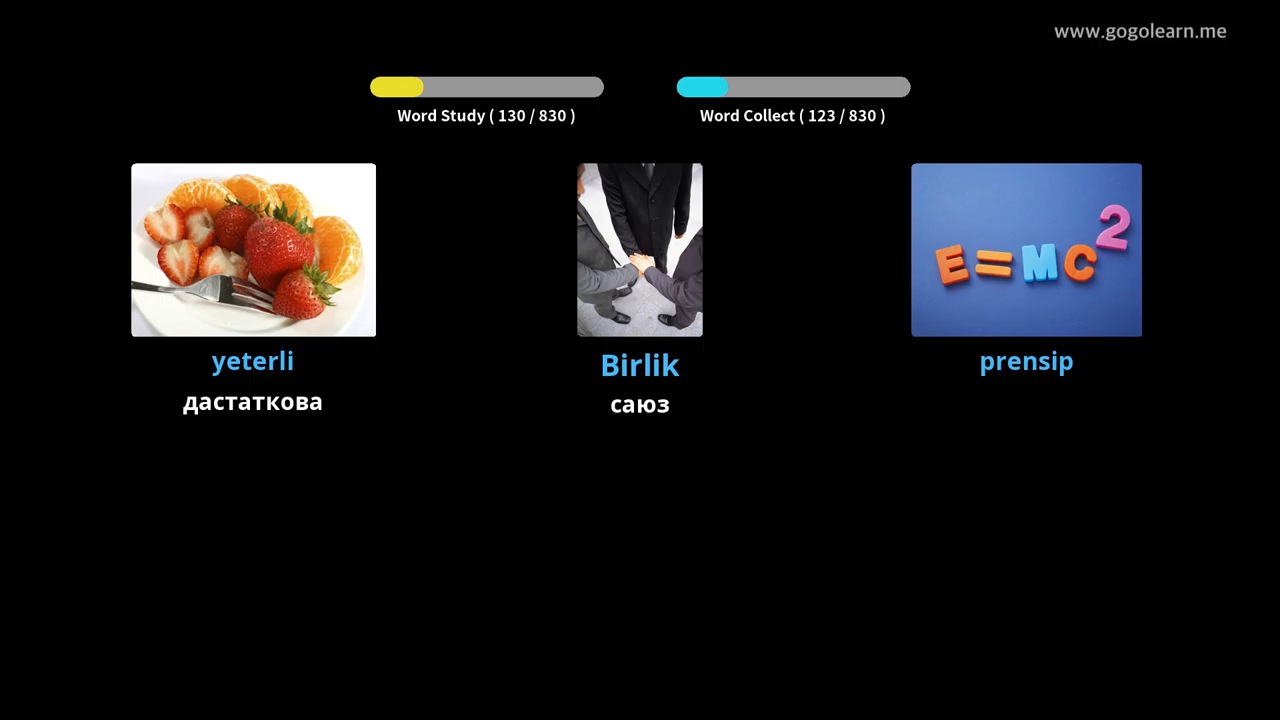 www.gogolearn.me
Word Study ( 130 / 830 )
Word Collect ( 123 / 830 )
E=MC2
yeterli
Birlik
prensip
дастаткова
саюз